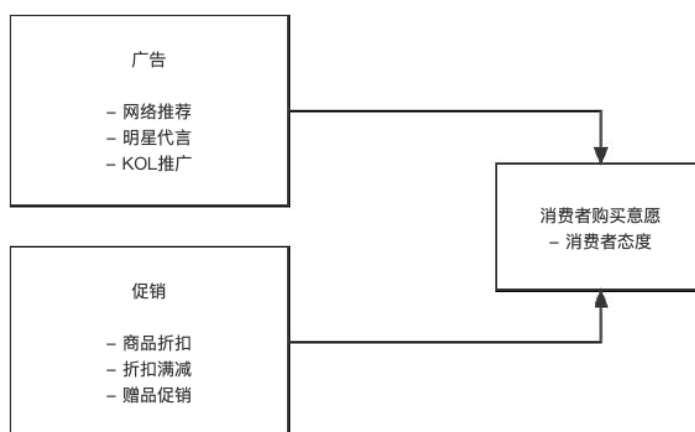 广告
– 网络推荐
– 明星代言
– KOL推广
消费者购买意愿
– 消费者态度
促销
– 商品折扣
– 折扣满减
– 赠品促销